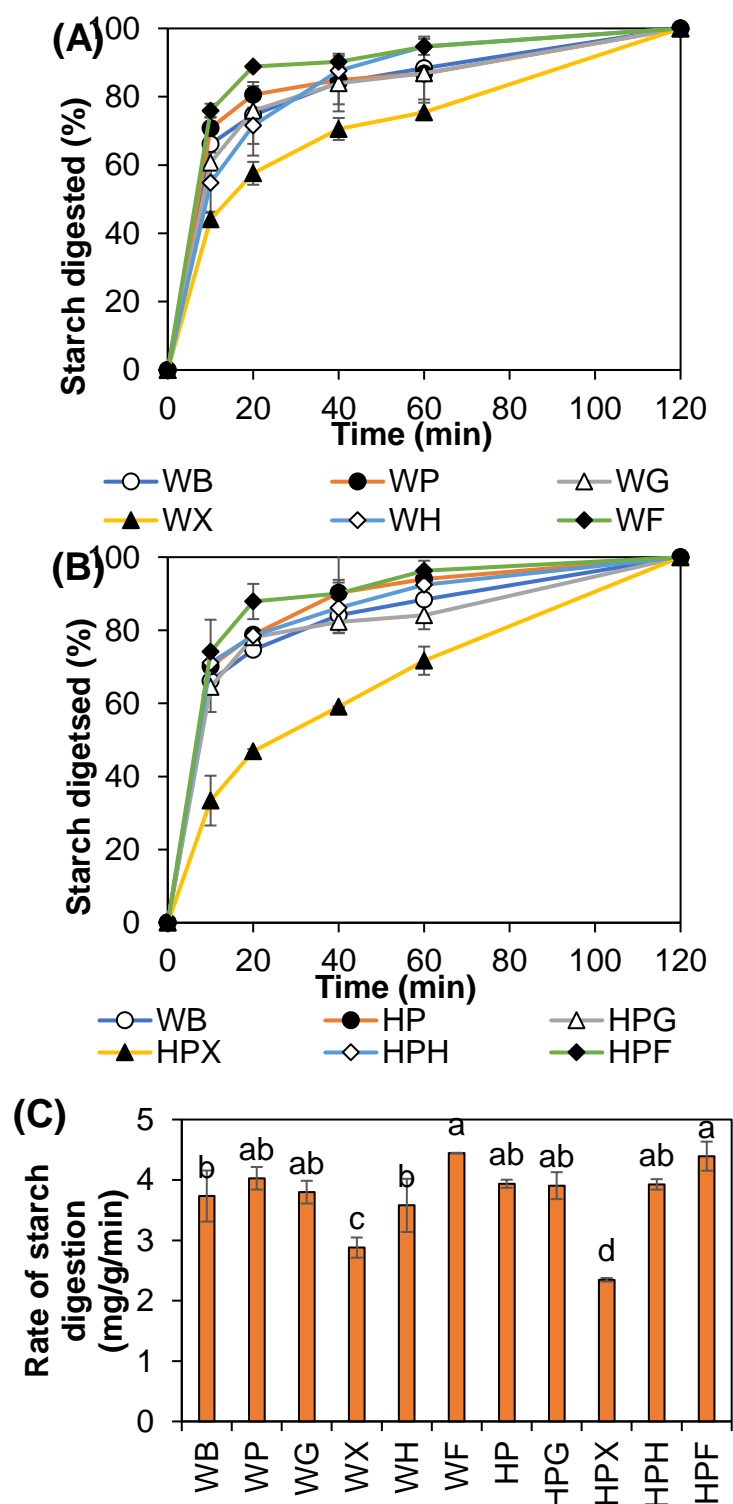 (A)
100
80
60
40
20
0
Starch digested (%)
0 20 40 60 80 100 120
Time (min)
WB WP WG
WX WH WF
(B)
100
80
60
40
20
0
Starch digetsed (%)
0 20 40 60 80 100 120
Time (min)
WB HP HPG
HPX HPH HPF
(C)
5
4
3
2
1
0
Rate of starch
digestion
(mg/g/min)
b ab ab c b a ab ab d ab a
WB WP WG WX WH WF HP HPG HPX HPH HPF